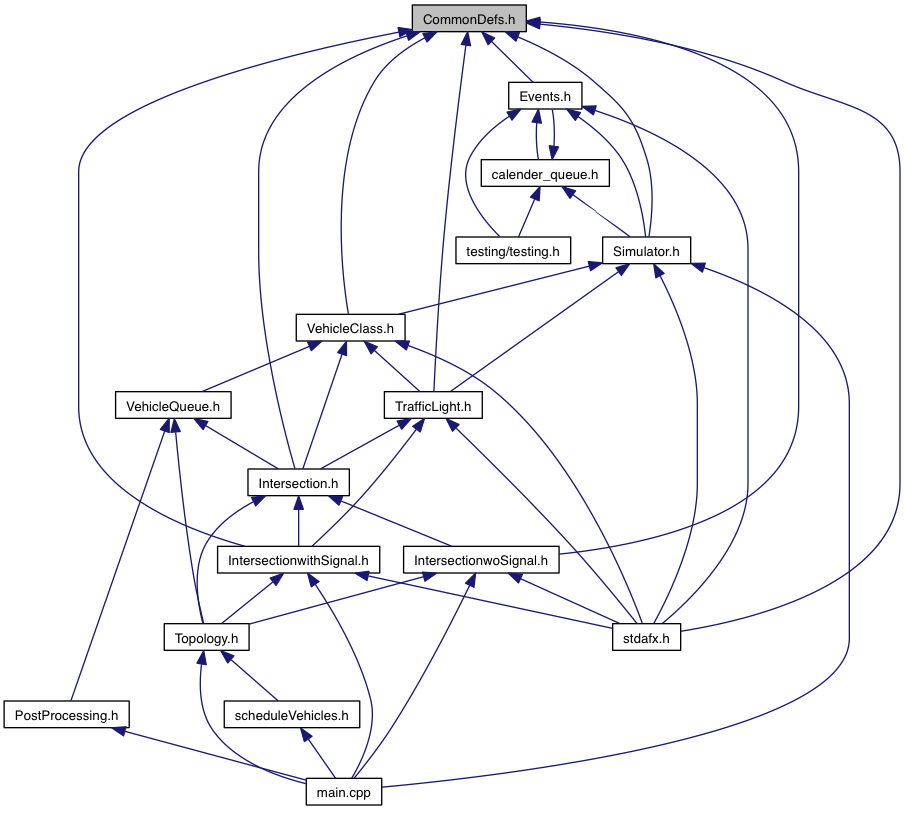 CommonDefs.h
Events.h
calender_queue.h
testing/testing.h
Simulator.h
VehicleClass.h
VehicleQueue.h
TrafficLight.h
Intersection.h
IntersectionwithSignal.h
IntersectionwoSignal.h
Topology.h
stdafx.h
PostProcessing.h
scheduleVehicles.h
main.cpp